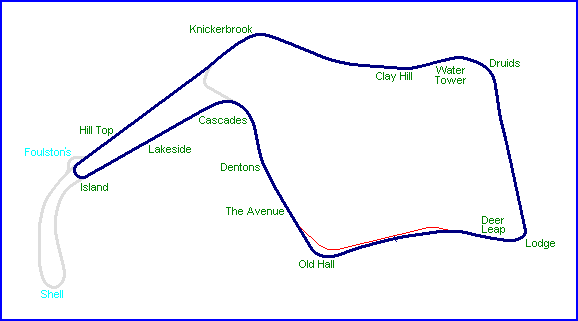 Knickerbrook
Clay Hill
Water
Tower
Druids
Hill Top
Cascades
Foulston's
Lakeside
Island
Dentons
The Avenue
Deer
Leap
Old Hall
Lodge
Shell